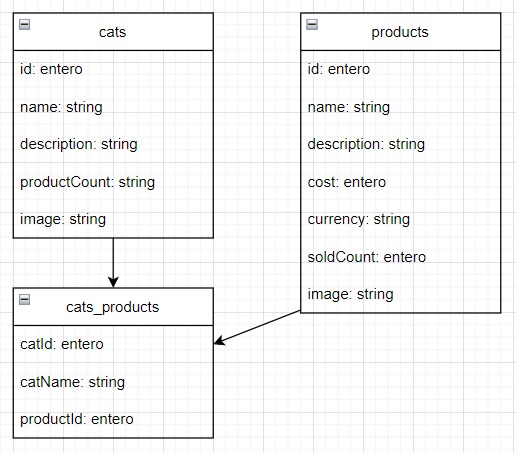 cats
id: entero
name: string
description: string
productCount: string
image: string
products
id: entero
name: string
description: string
cost: entero
currency: string
soldCount: entero
image: string
cats_products
catId: entero
catName: string
productId: entero